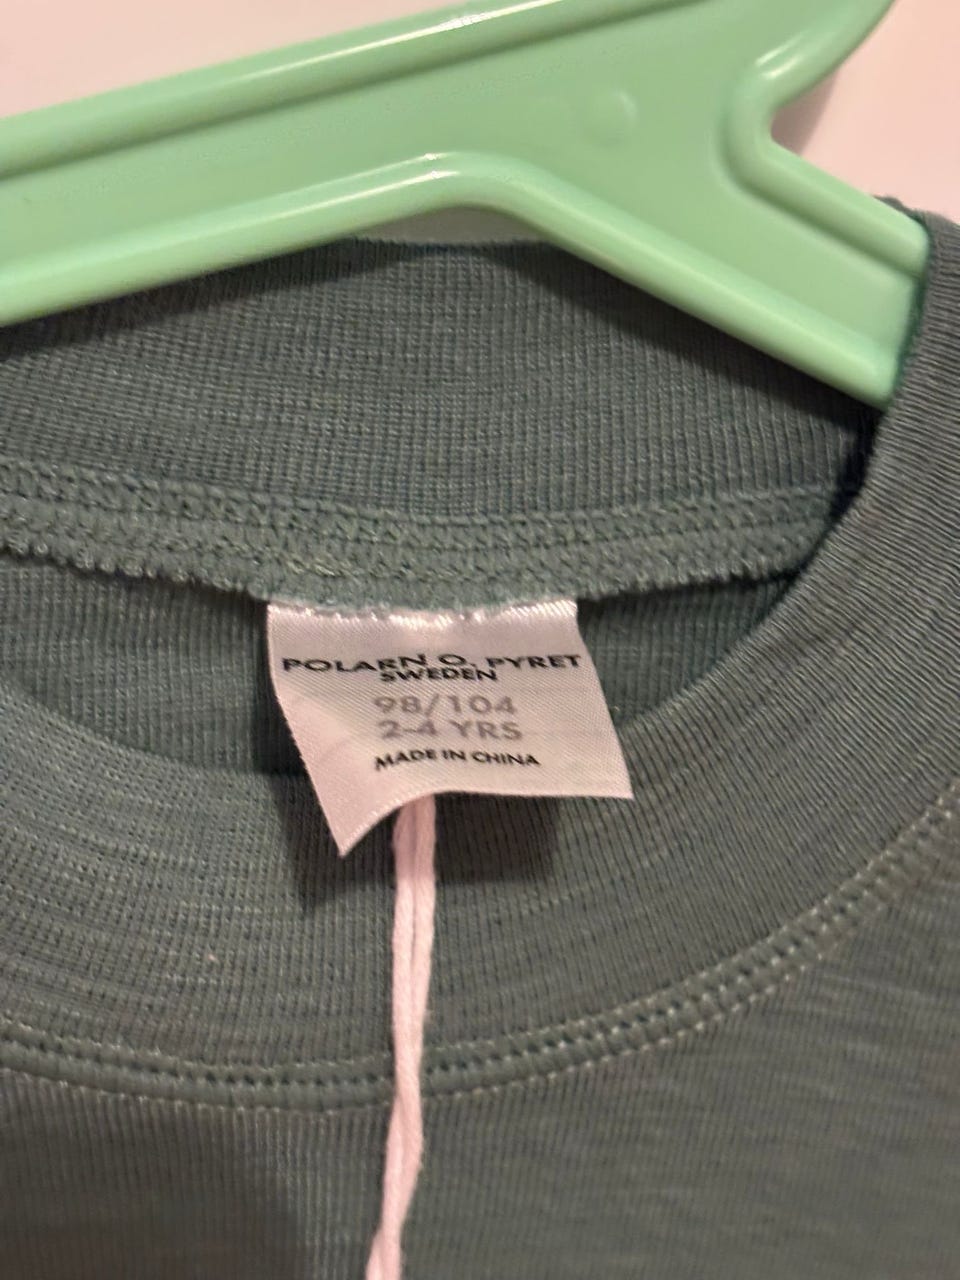 POLARN O. PYRET
SWEDEN
98/104
2-4 YRS
MADE IN CHINA